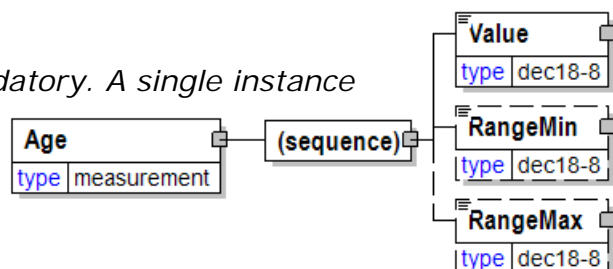 Value
type dec18-8
datory. A single instance
RangeMin
type dec18-8
Age
type measurement
(sequence)
RangeMax
type dec18-8